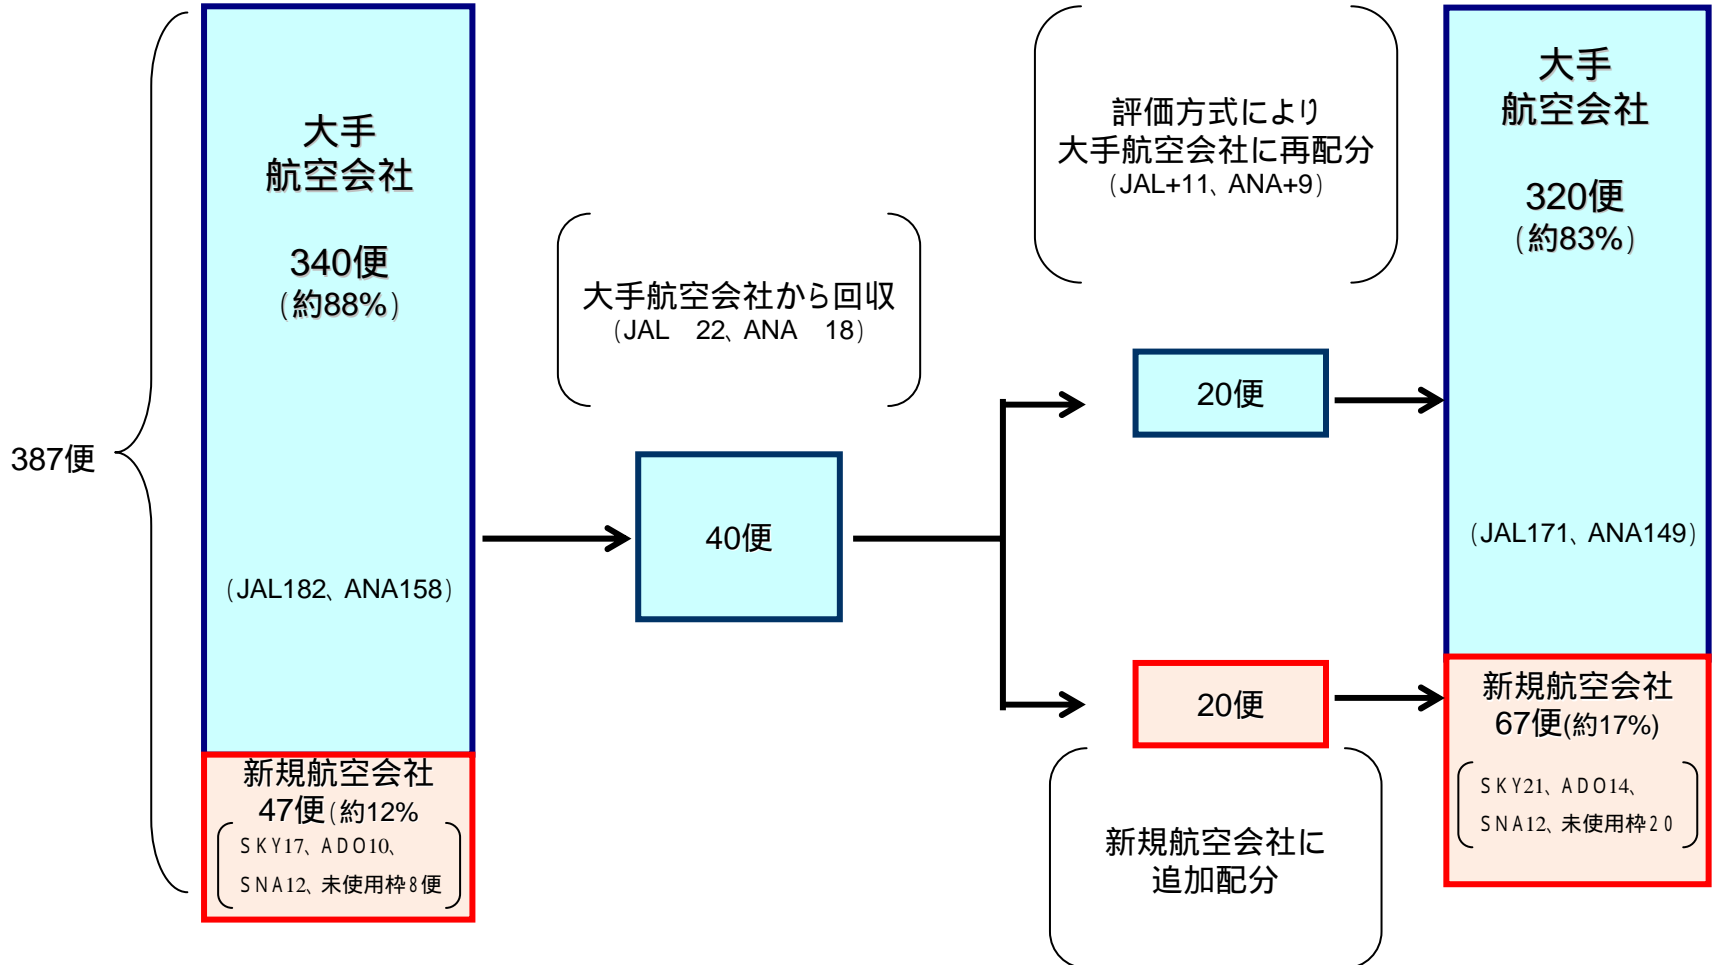 387便
大手
航空会社
340便
(約88%)
(JAL182、ANA158)
新規航空会社
47便(約12%
SKY17、ADO10、
SNA12、未使用枠8便
大手航空会社から回収
(JAL　22、ANA　18)
40便
評価方式により
大手航空会社に再配分
(JAL+11、ANA+9)
20便
20便
新規航空会社に
追加配分
大手
航空会社
320便
(約83%)
(JAL171、ANA149)
新規航空会社
67便(約17%)
SKY21、ADO14、
SNA12、未使用枠20